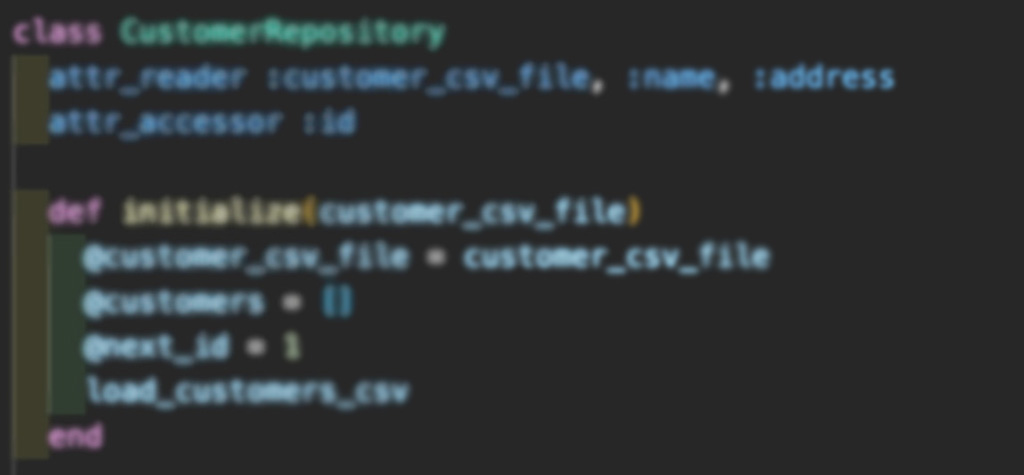 class CustomerRepository
attr_reader :customer_csv_file, :name, :address
attr_accessor :id
def initialize(customer_csv_file)
@customer_csv_file = customer_csv_file
@customers = []
@next_id = 1
load_customers_csv
end